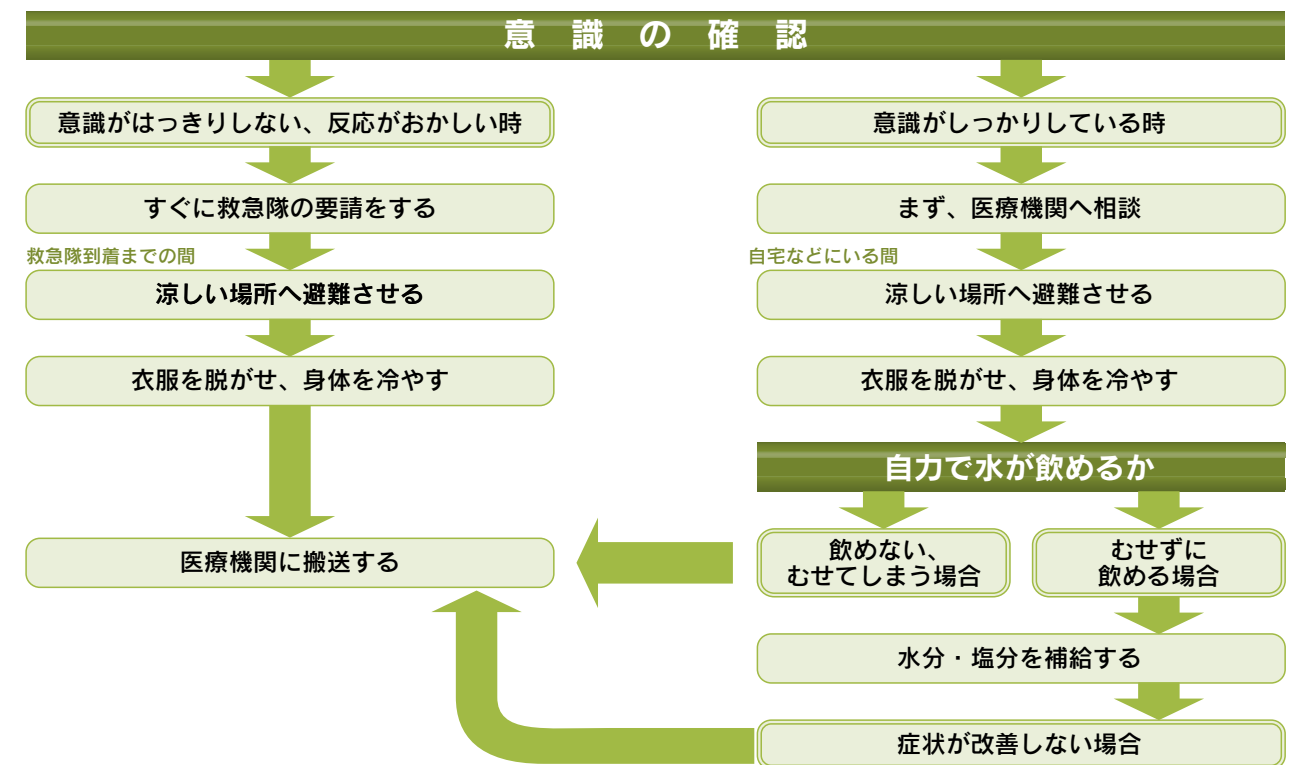 意識の確認
意識がはっきりしない、反応がおかしい時
すぐに救急隊の要請をする
救急隊到着までの間
涼しい場所へ避難させる
衣服を脱がせ、身体を冷やす
医療機関に搬送する
意識がしっかりしている時
まず、医療機関へ相談
自宅などにいる間
涼しい場所へ避難させる
衣服を脱がせ、身体を冷やす
自力で水が飲めるか
飲めない、
むせてしまう場合
むせずに
飲める場合
水分・塩分を補給する
症状が改善しない場合